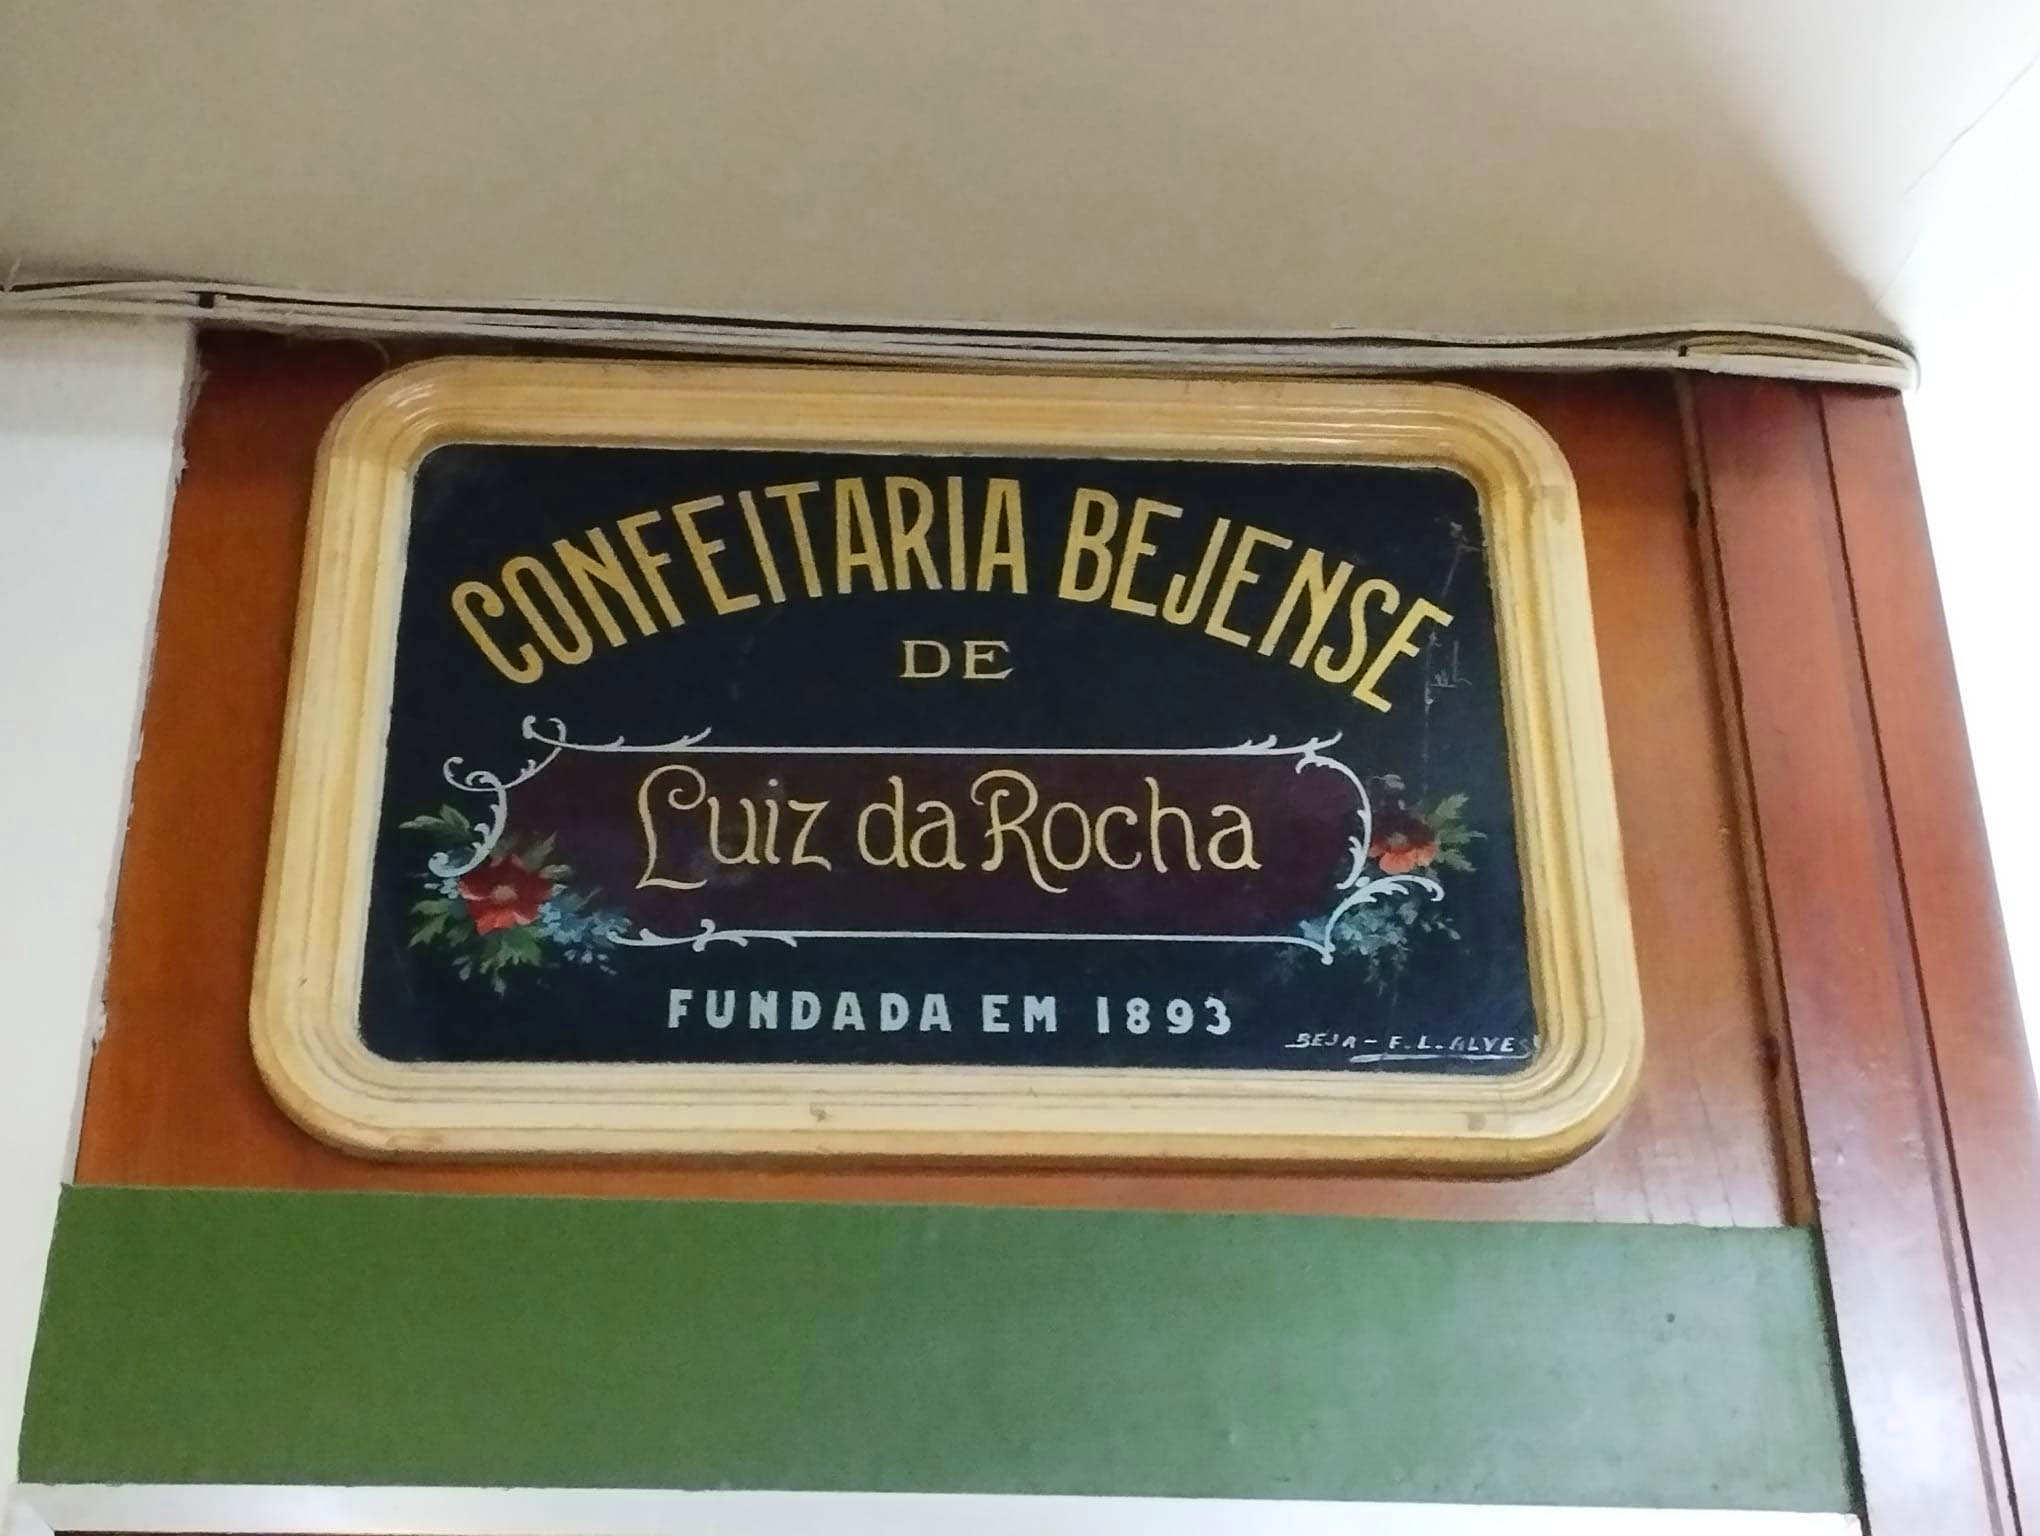 CONFEITARIA BEJENSE
DE
Luiz da Rocha
FUNDADA EM 1893
BEJA - F. L. ALVES